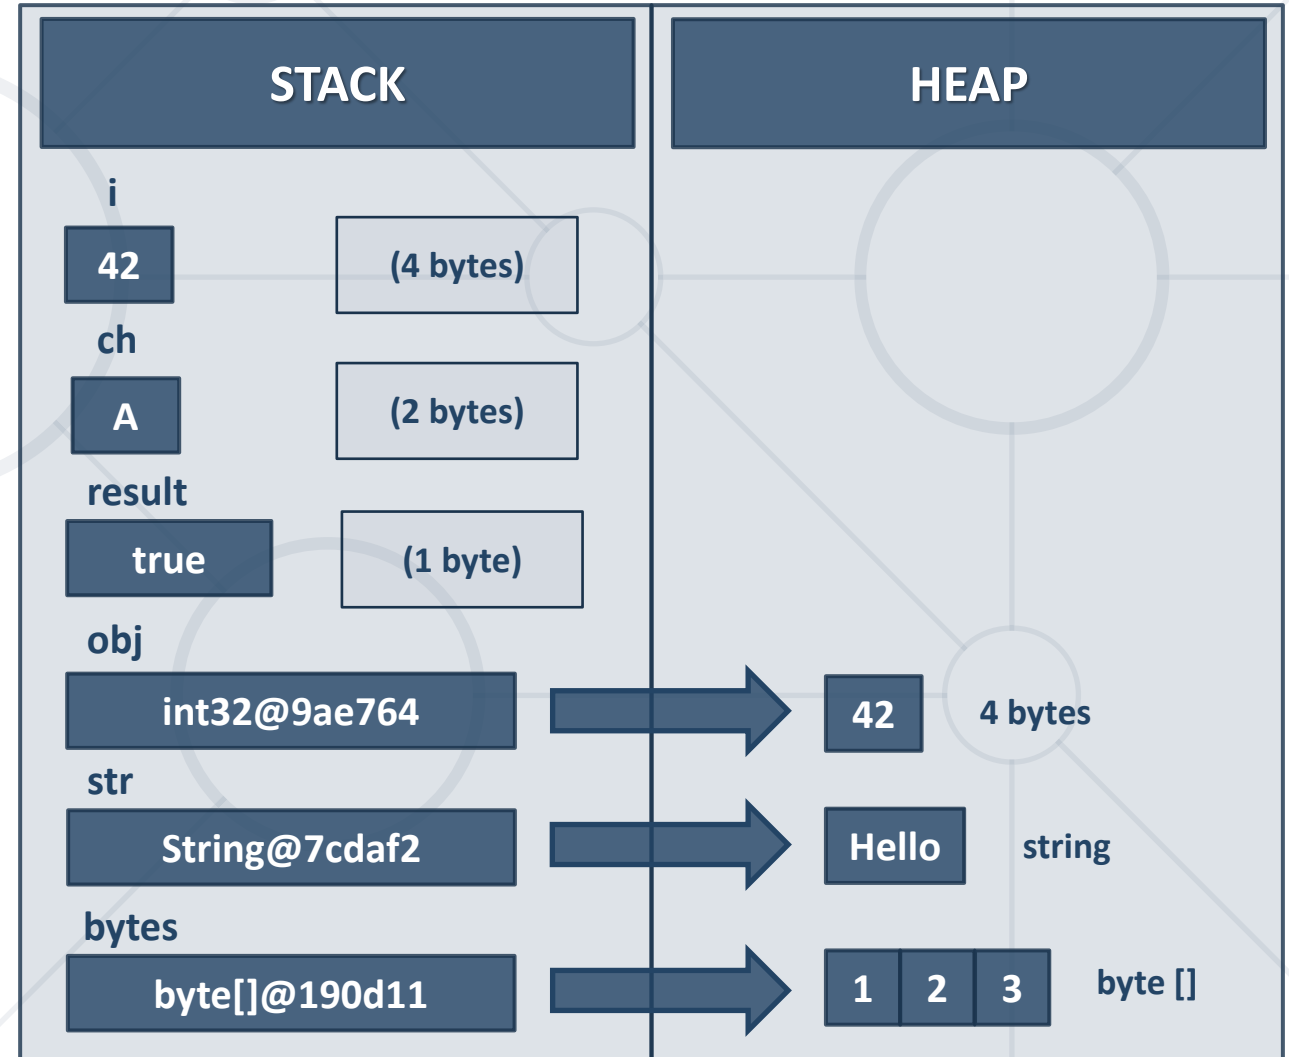 STACK
HEAP
i
42
(4 bytes)
ch
A
(2 bytes)
result
true
(1 byte)
obj
int32@9ae764
42
4 bytes
str
String@7cdaf2
Hello
string
bytes
byte[]@190d11
1 2 3
byte []